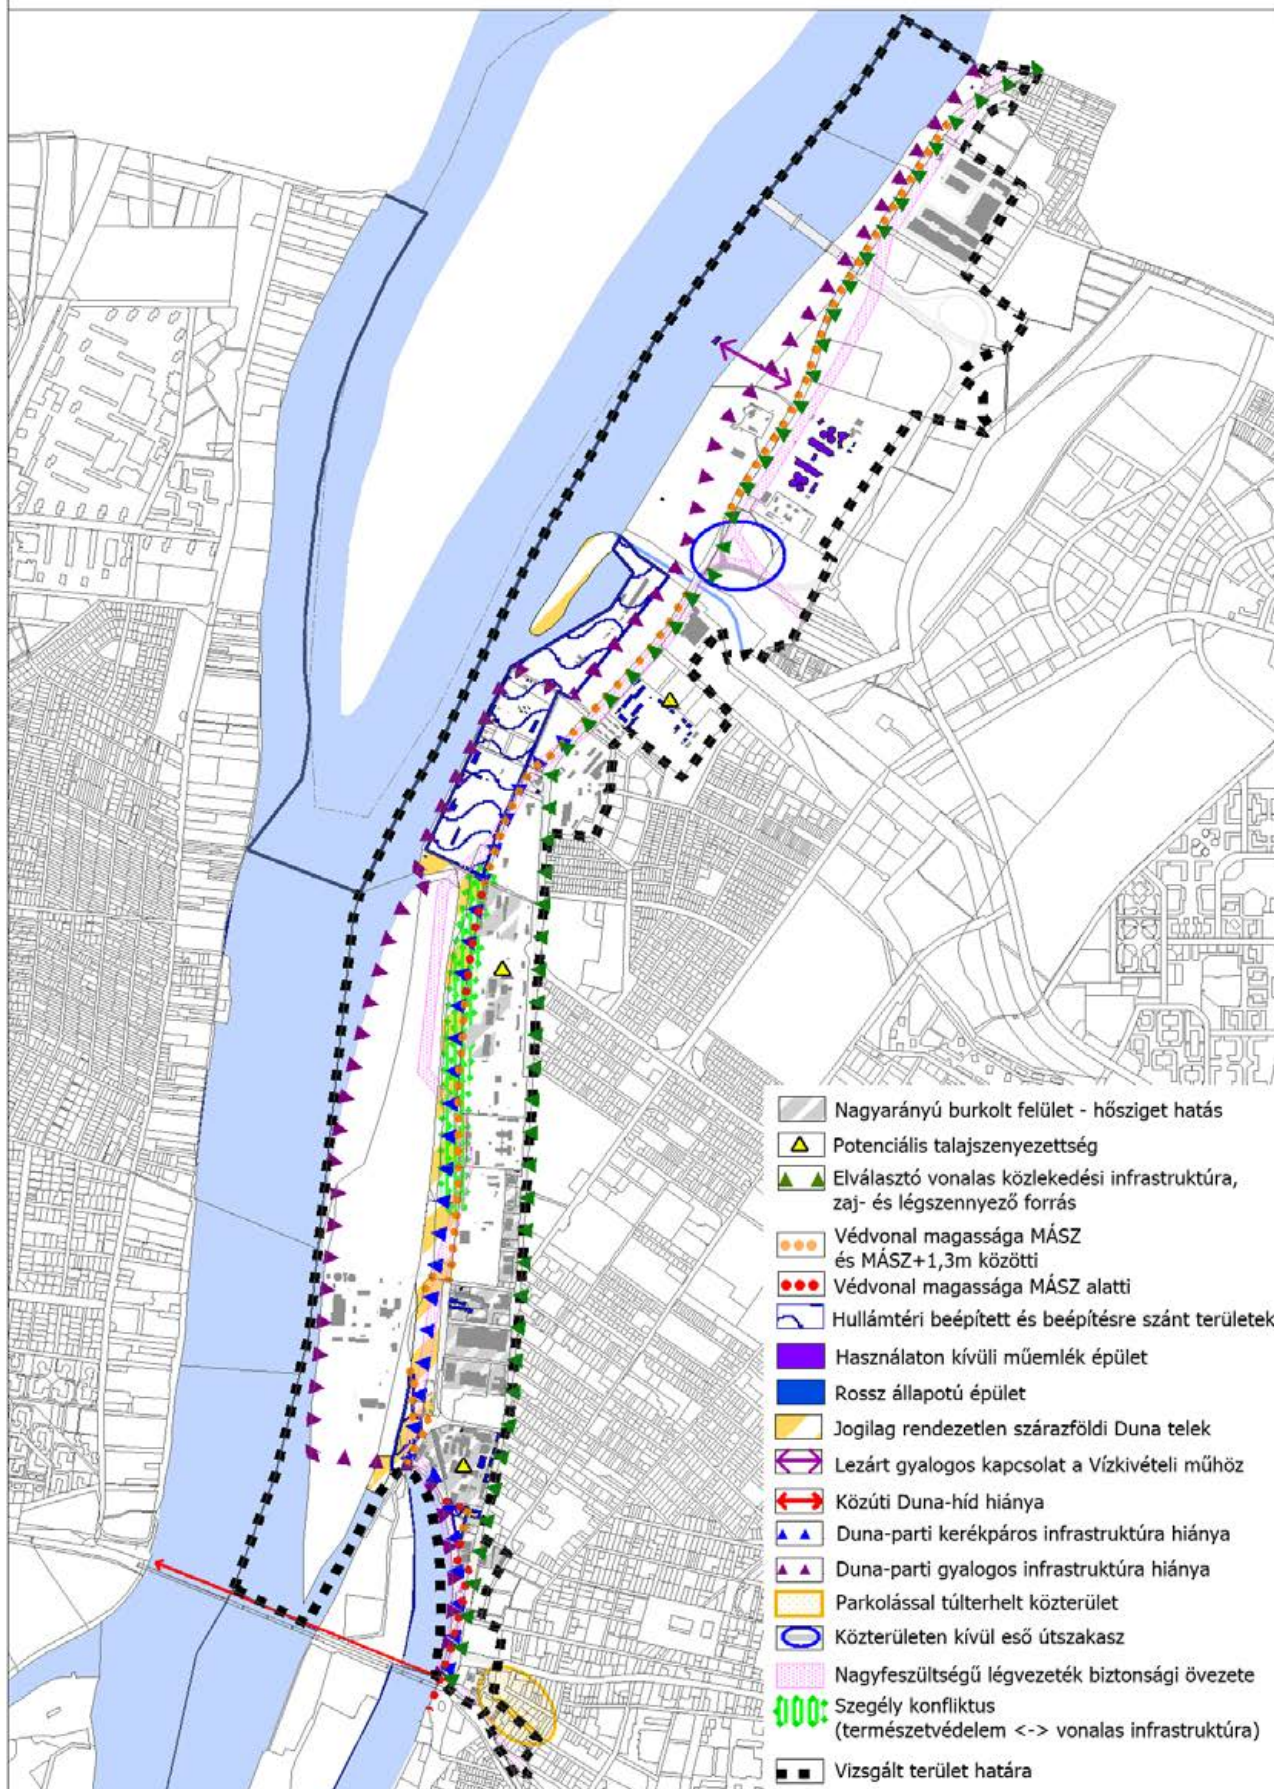 Nagyarányú burkolt felület - hősziget hatás
Potenciális talajszenyezettség
Elválasztó vonalas közlekedési infrastruktúra,
zaj- és légszennyező forrás
Védvonal magassága MÁSZ
és MÁSZ+1,3m közötti
Védvonal magassága MÁSZ alatti
Hullámtéri beépített és beépítésre szánt területek
Használaton kívüli műemlék épület
Rossz állapotú épület
Jogilag rendezetlen szárazföldi Duna telek
Lezárt gyalogos kapcsolat a Vízkivételi műhöz
Közúti Duna-híd hiánya
Duna-parti kerékpáros infrastruktúra hiánya
Duna-parti gyalogos infrastruktúra hiánya
Parkolással túlterhelt közterület
Közterületen kívül eső útszakasz
Nagyfeszültségű légvezeték biztonsági övezete
Szegély konfliktus
(természetvédelem <-> vonalas infrastruktúra)
Vizsgált terület határa